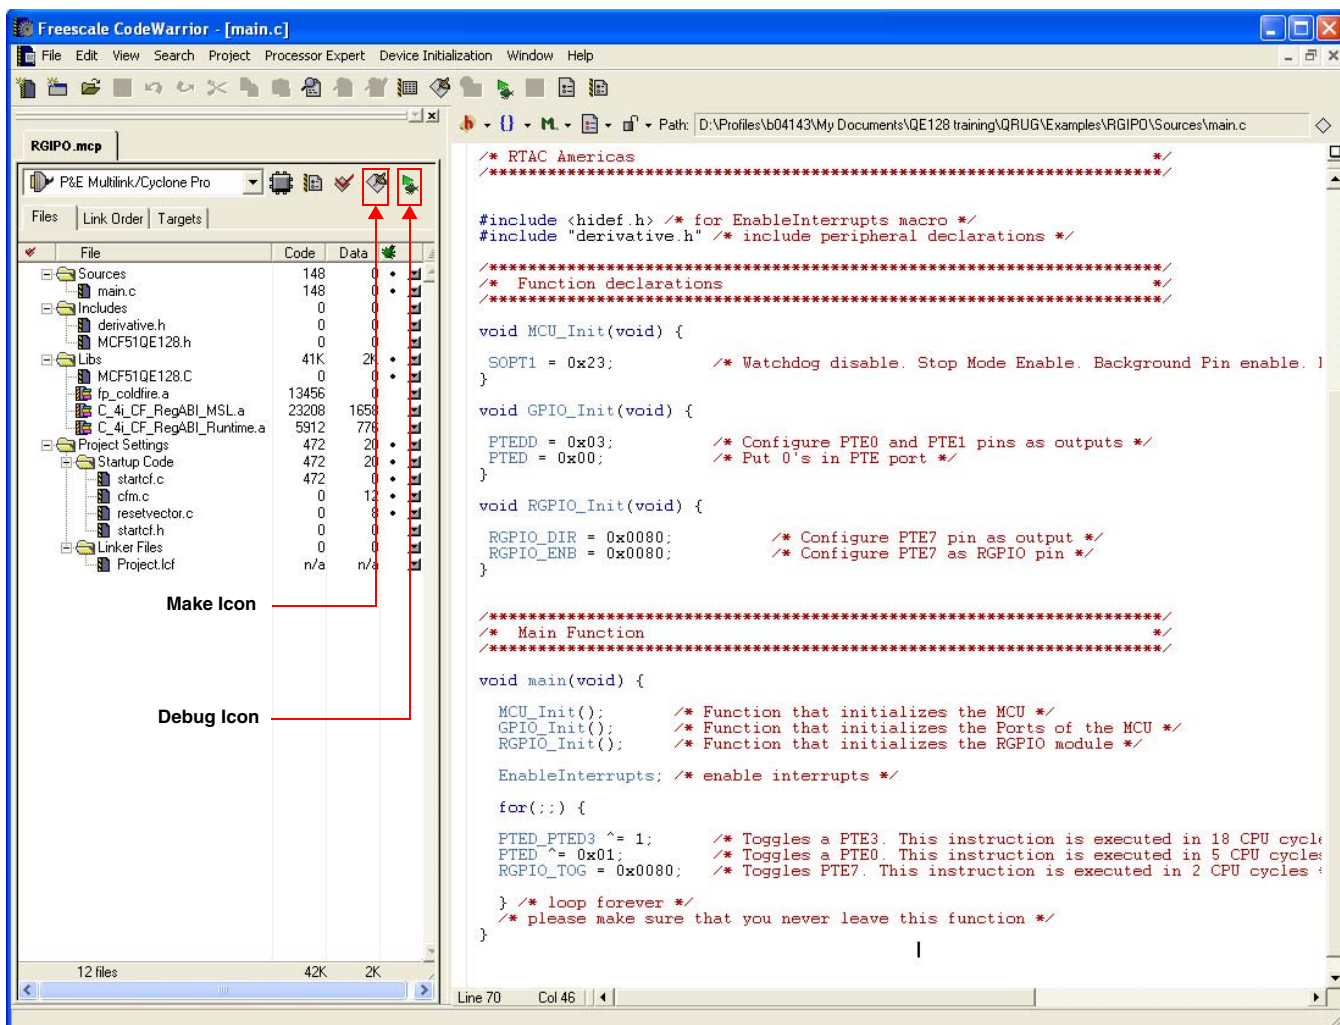 Freescale CodeWarrior - [main.c]
File Edit View Search Project Processor Expert Device Initialization Window Help
RGIPO.mcp
P&E Multilink/Cyclone Pro
Files Link Order Targets
File Code Data
Sources 148 0
main.c 148 0
Includes 0 0
derivative.h 0 0
MCF51QE128.h 0 0
Libs 41K 2K
MCF51QE128.C 0 0
fp_coldfire.a 13456 0
C_4i_CF_RegABI_MSL.a 23208 1658
C_4i_CF_RegABI_Runtime.a 5912 776
Project Settings 472 20
Startup Code 472 20
startcf.c 472 0
cfm.c 0 12
resetvector.c 0 8
startcf.h 0 0
Linker Files 0 0
Project.lcf n/a n/a
Make Icon
Debug Icon
12 files 42K 2K
Path: D:\Profiles\b04143\My Documents\QE128 training\QRUG\Examples\RGIPO\Sources\main.c
/* RTAC Americas */
/**********************************************************************/
#include <hidef.h> /* for EnableInterrupts macro */
#include "derivative.h" /* include peripheral declarations */
/**********************************************************************/
/* Function declarations */
/**********************************************************************/
void MCU_Init(void) {
SOPT1 = 0x23; /* Watchdog disable. Stop Mode Enable. Background Pin enable.
}
void GPIO_Init(void) {
PTEDD = 0x03; /* Configure PTE0 and PTE1 pins as outputs */
PTED = 0x00; /* Put 0's in PTE port */
}
void RGPIO_Init(void) {
RGPIO_DIR = 0x0080; /* Configure PTE7 pin as output */
RGPIO_ENB = 0x0080; /* Configure PTE7 as RGPIO pin */
}
/**********************************************************************/
/* Main Function */
/**********************************************************************/
void main(void) {
MCU_Init(); /* Function that initializes the MCU */
GPIO_Init(); /* Function that initializes the Ports of the MCU */
RGPIO_Init(); /* Function that initializes the RGPIO module */
EnableInterrupts; /* enable interrupts */
for(;;) {
PTED_PTED3 ^= 1; /* Toggles a PTE3. This instruction is executed in 18 CPU cycle
PTED ^= 0x01; /* Toggles a PTE0. This instruction is executed in 5 CPU cycles
RGPIO_TOG = 0x0080; /* Toggles PTE7. This instruction is executed in 2 CPU cycles
} /* loop forever */
/* please make sure that you never leave this function */
}
Line 70 Col 46